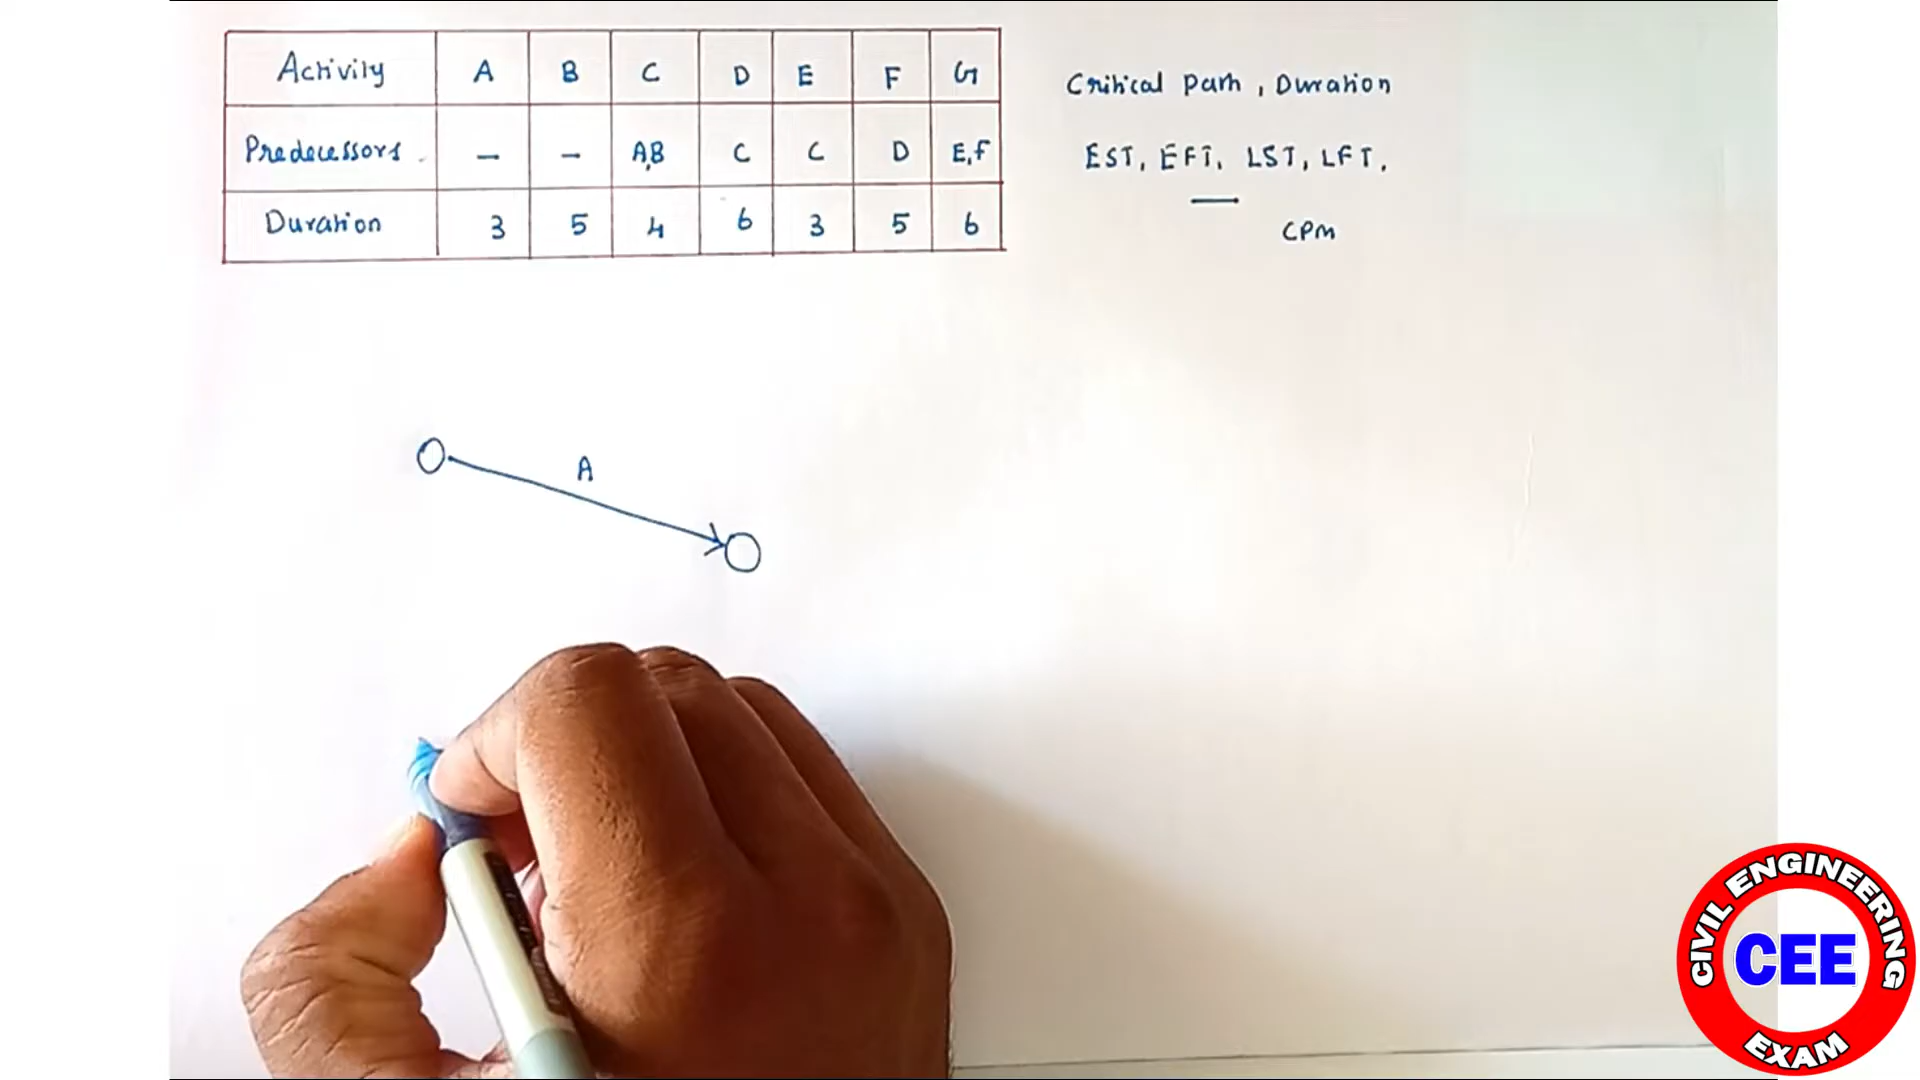 Activity A B C D E F G
Predecessors - - A,B C C D E,F
Duration 3 5 4 6 3 5 6
Critical Path, Duration
EST, EFT, LST, LFT.
CPM
A
CIVIL ENGINEERING
CEE
EXAM